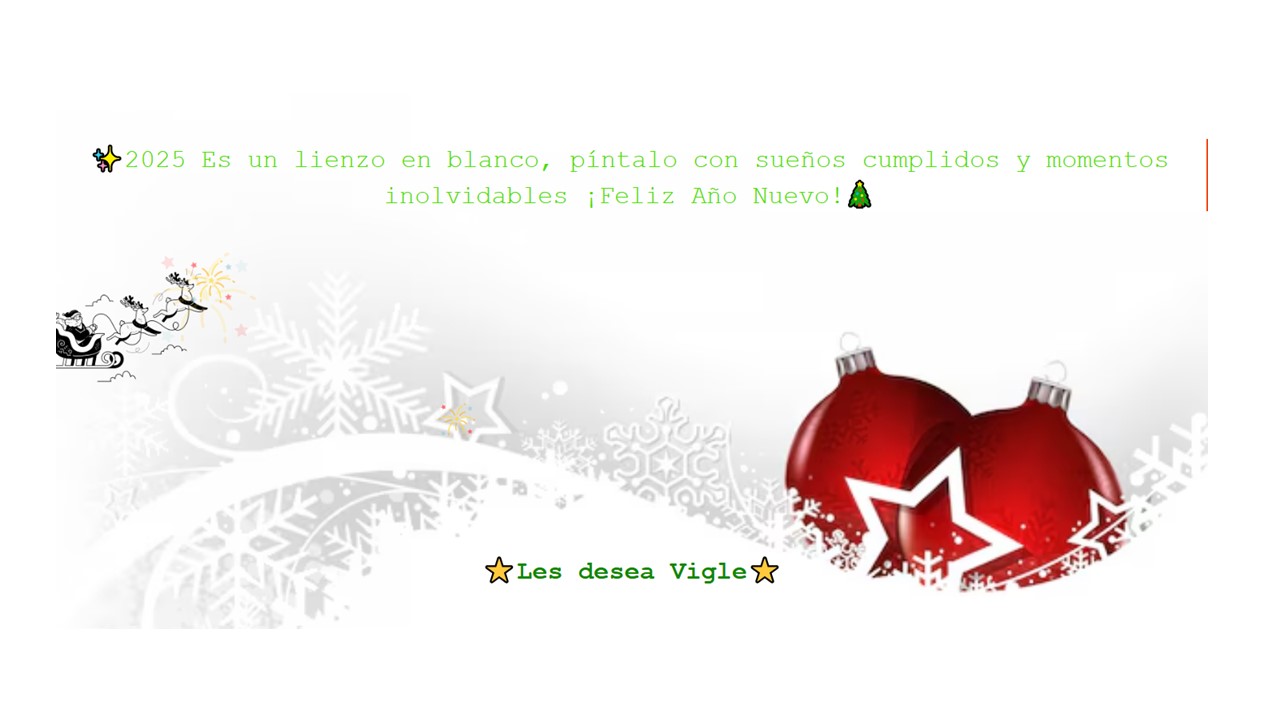 ✨2025 Es un lienzo en blanco, píntalo con sueños cumplidos y momentos
inolvidables ¡Feliz Año Nuevo!🎄
⭐Les desea Vigle⭐